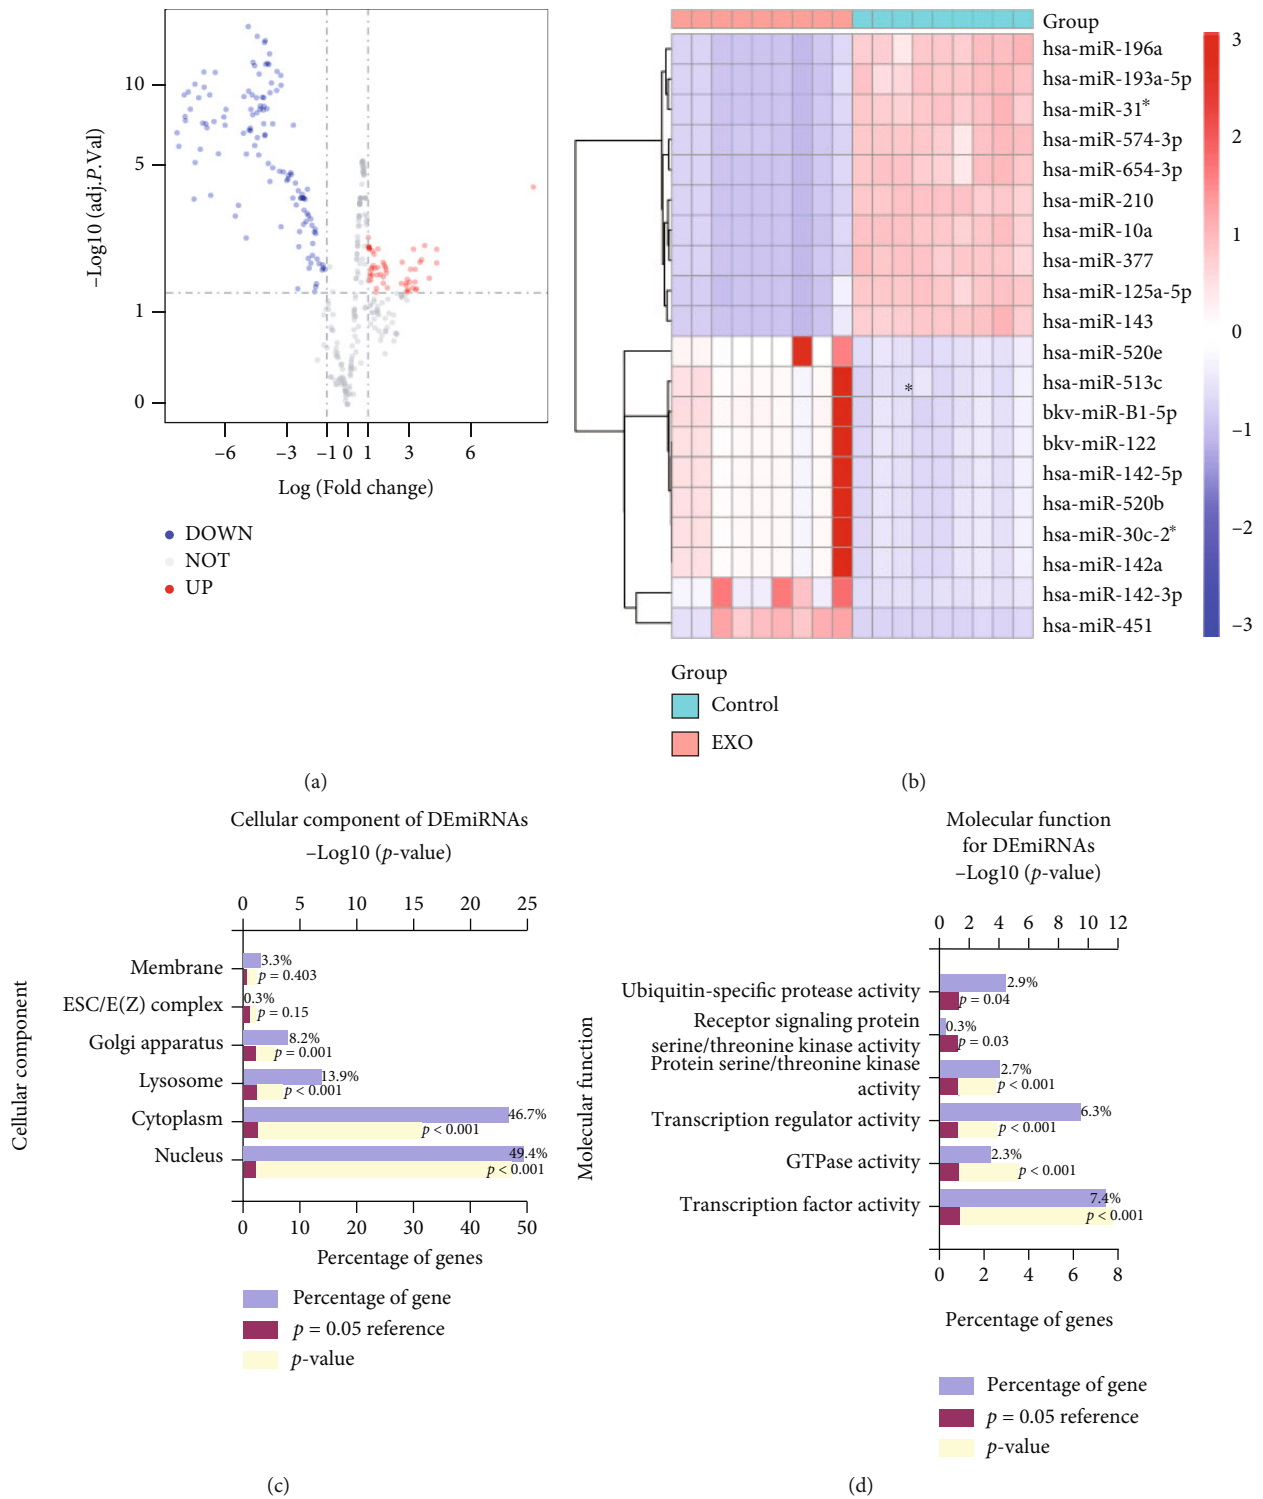 10
5
1
0
−Log10 (adj.P.Val)
−6 −3 −1 0 1 3 6
Log (Fold change)
DOWN
NOT
UP
(a)
Group
hsa-miR-196a
hsa-miR-193a-5p
hsa-miR-31*
hsa-miR-574-3p
hsa-miR-654-3p
hsa-miR-210
hsa-miR-10a
hsa-miR-377
hsa-miR-125a-5p
hsa-miR-143
hsa-miR-520e
hsa-miR-513c
*
bkv-miR-B1-5p
bkv-miR-122
hsa-miR-142-5p
hsa-miR-520b
hsa-miR-30c-2*
hsa-miR-142a
hsa-miR-142-3p
hsa-miR-451
3
2
1
0
−1
−2
−3
Group
Control
EXO
(b)
Cellular component of DEmiRNAs
−Log10 (p-value)
0 5 10 15 20 25
Cellular component
Membrane
3.3%
p = 0.403
ESC/E(Z) complex
0.3%
p = 0.15
Golgi apparatus
8.2%
p = 0.001
Lysosome
13.9%
p < 0.001
Cytoplasm
46.7%
p < 0.001
Nucleus
49.4%
p < 0.001
0 10 20 30 40 50
Percentage of genes
Percentage of gene
p = 0.05 reference
p-value
(c)
Molecular function
for DEmiRNAs
−Log10 (p-value)
0 2 4 6 8 10 12
Molecular function
Ubiquitin-specific protease activity
2.9%
p = 0.04
Receptor signaling protein
serine/threonine kinase activity
0.3%
p = 0.03
Protein serine/threonine kinase
activity
2.7%
p < 0.001
Transcription regulator activity
6.3%
p < 0.001
GTPase activity
2.3%
p < 0.001
Transcription factor activity
7.4%
p < 0.001
0 2 4 6 8
Percentage of genes
Percentage of gene
p = 0.05 reference
p-value
(d)